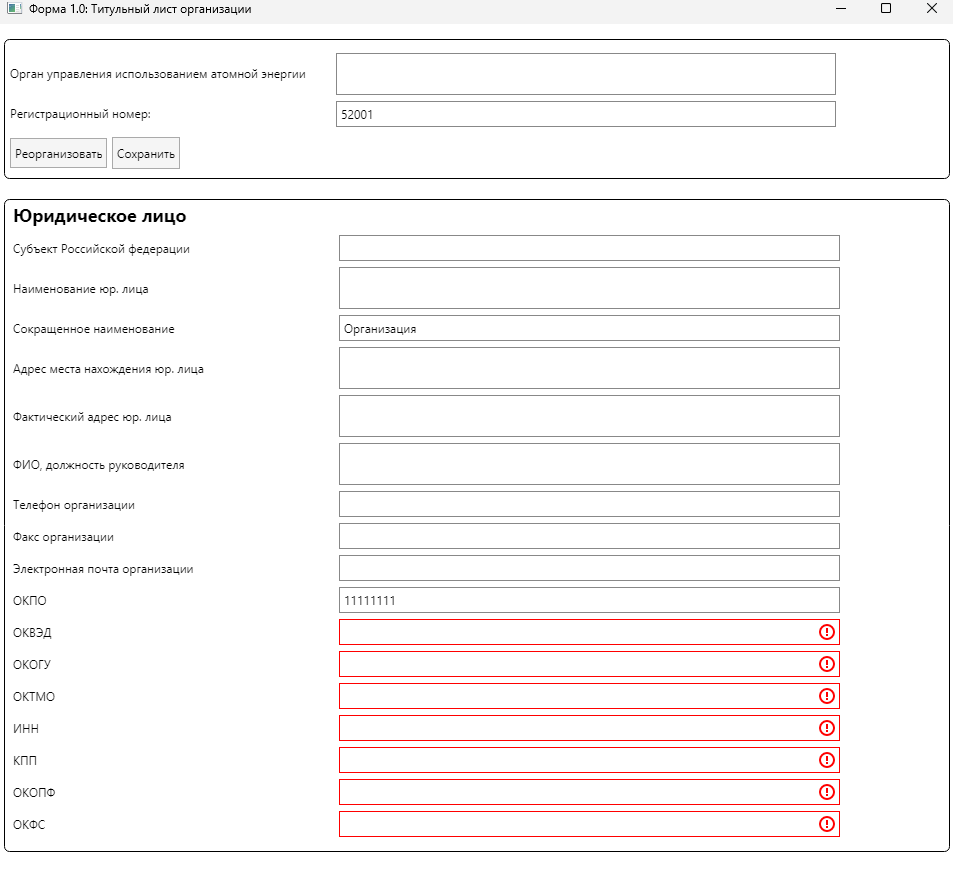 Форма 1.0: Титульный лист организации
Орган управления использованием атомной энергии
Регистрационный номер: 52001
Реорганизовать Сохранить
Юридическое лицо
Субъект Российской федерации
Наименование юр. лица
Сокращенное наименование Организация
Адрес места нахождения юр. лица
Фактический адрес юр. лица
ФИО, должность руководителя
Телефон организации
Факс организации
Электронная почта организации
ОКПО 11111111
ОКВЭД
ОКОГУ
ОКТМО
ИНН
КПП
ОКОПФ
ОКФС